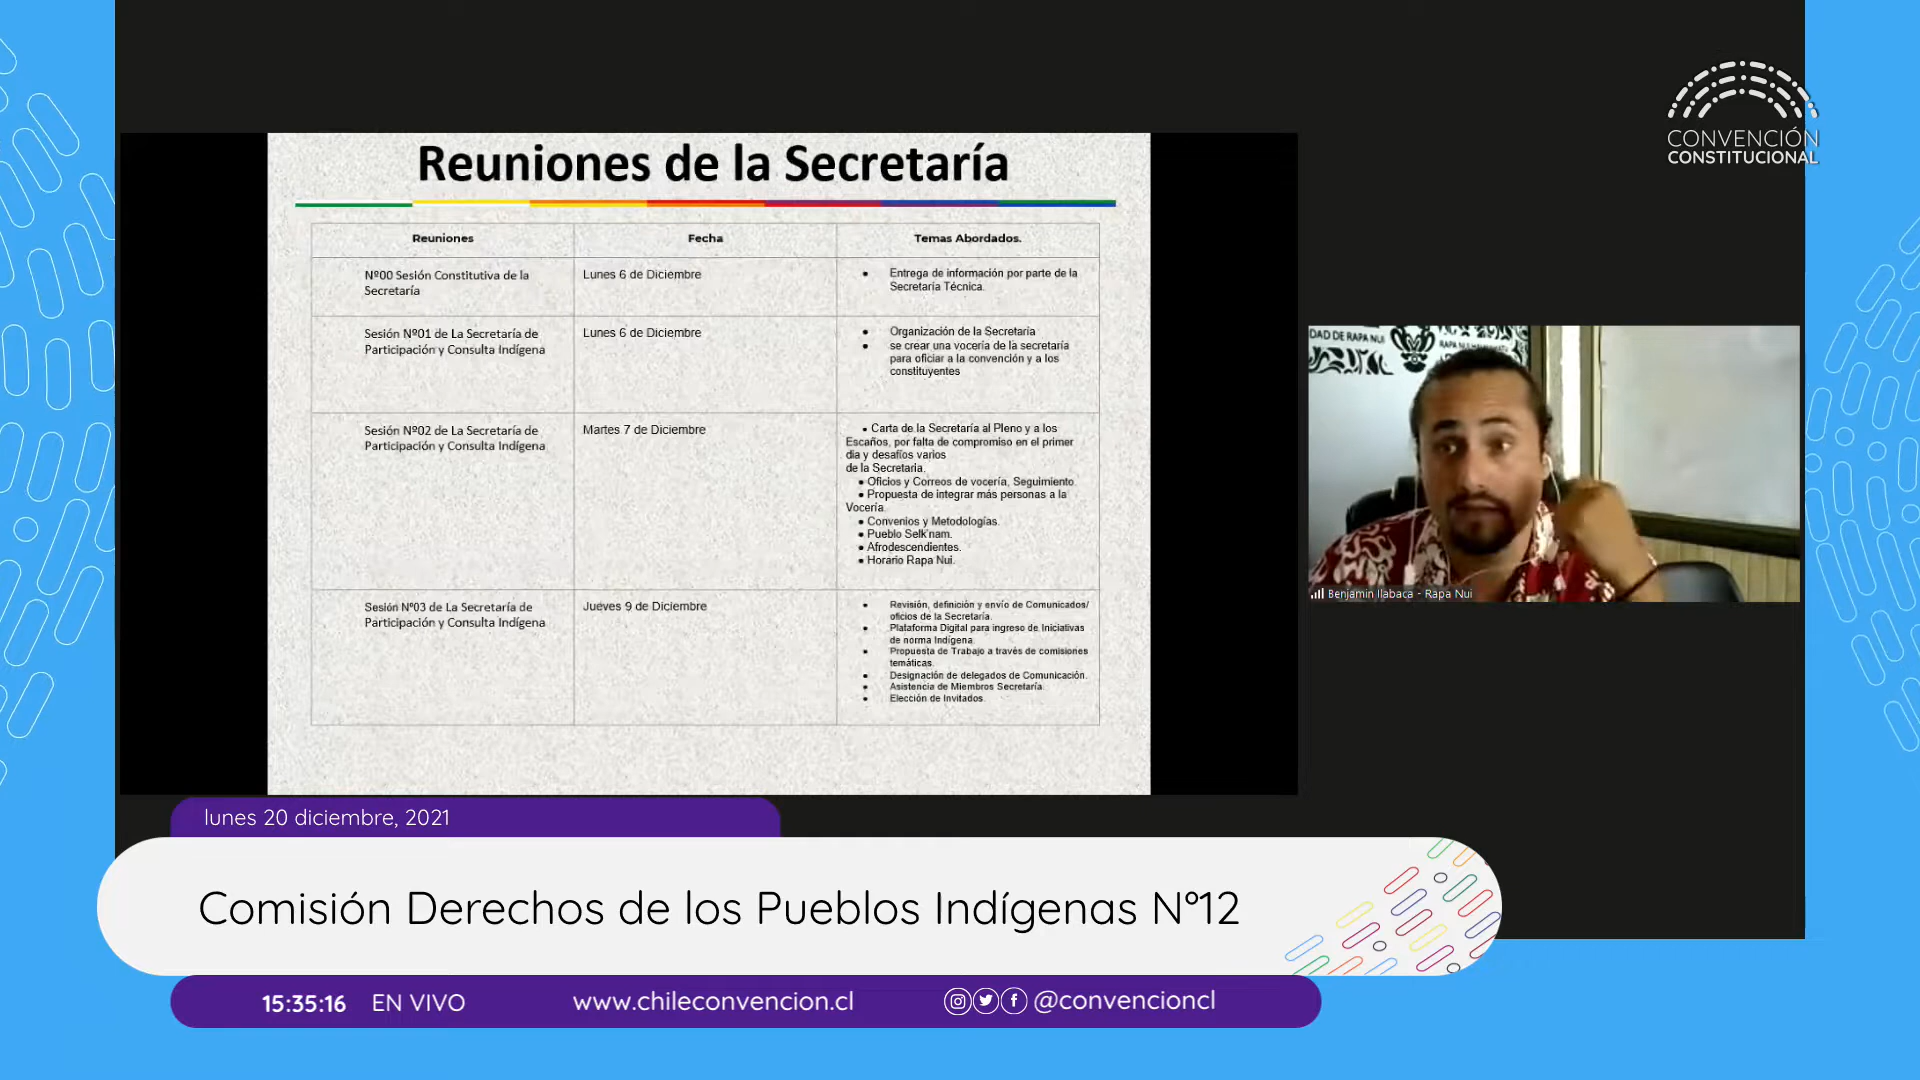 CONVENCIÓN
CONSTITUCIONAL
Reuniones de la Secretaría
Reuniones
Fecha
Temas Abordados.
Nº00 Sesión Constitutiva de la
Secretaría
Lunes 6 de Diciembre
● Entrega de información por parte de la
Secretaría Técnica.
Sesión Nº01 de La Secretaría de
Participación y Consulta Indígena
Lunes 6 de Diciembre
● Organización de la Secretaría
● se crear una vocería de la secretaría
para oficiar a la convención y a los
constituyentes
Sesión Nº02 de La Secretaría de
Participación y Consulta Indígena
Martes 7 de Diciembre
● Carta de la Secretaría al Pleno y a los
Escaños, por falta de compromiso en el primer
día y desafíos varios
de la Secretaria.
● Oficios y Correos de vocería, Seguimiento
● Propuesta de integrar más personas a la
Vocería.
● Convenios y Metodologías.
● Pueblo Selk'nam.
● Afrodescendientes.
● Horario Rapa Nui.
Sesión Nº03 de La Secretaría de
Participación y Consulta Indígena
Jueves 9 de Diciembre
● Revisión, definición y envío de Comunicados/
oficios de la Secretaría.
● Plataforma Digital para ingreso de Iniciativas
de norma Indígena.
● Propuesta de Trabajo a través de comisiones
temáticas.
● Designación de delegados de Comunicación.
● Asistencia de Miembros Secretaría.
● Elección de Invitados.
DAD DE RAPA NUI
Benjamin Ilabaca - Rapa Nui
lunes 20 diciembre, 2021
Comisión Derechos de los Pueblos Indígenas N°12
15:35:16 EN VIVO www.chileconvencion.cl @convencioncl